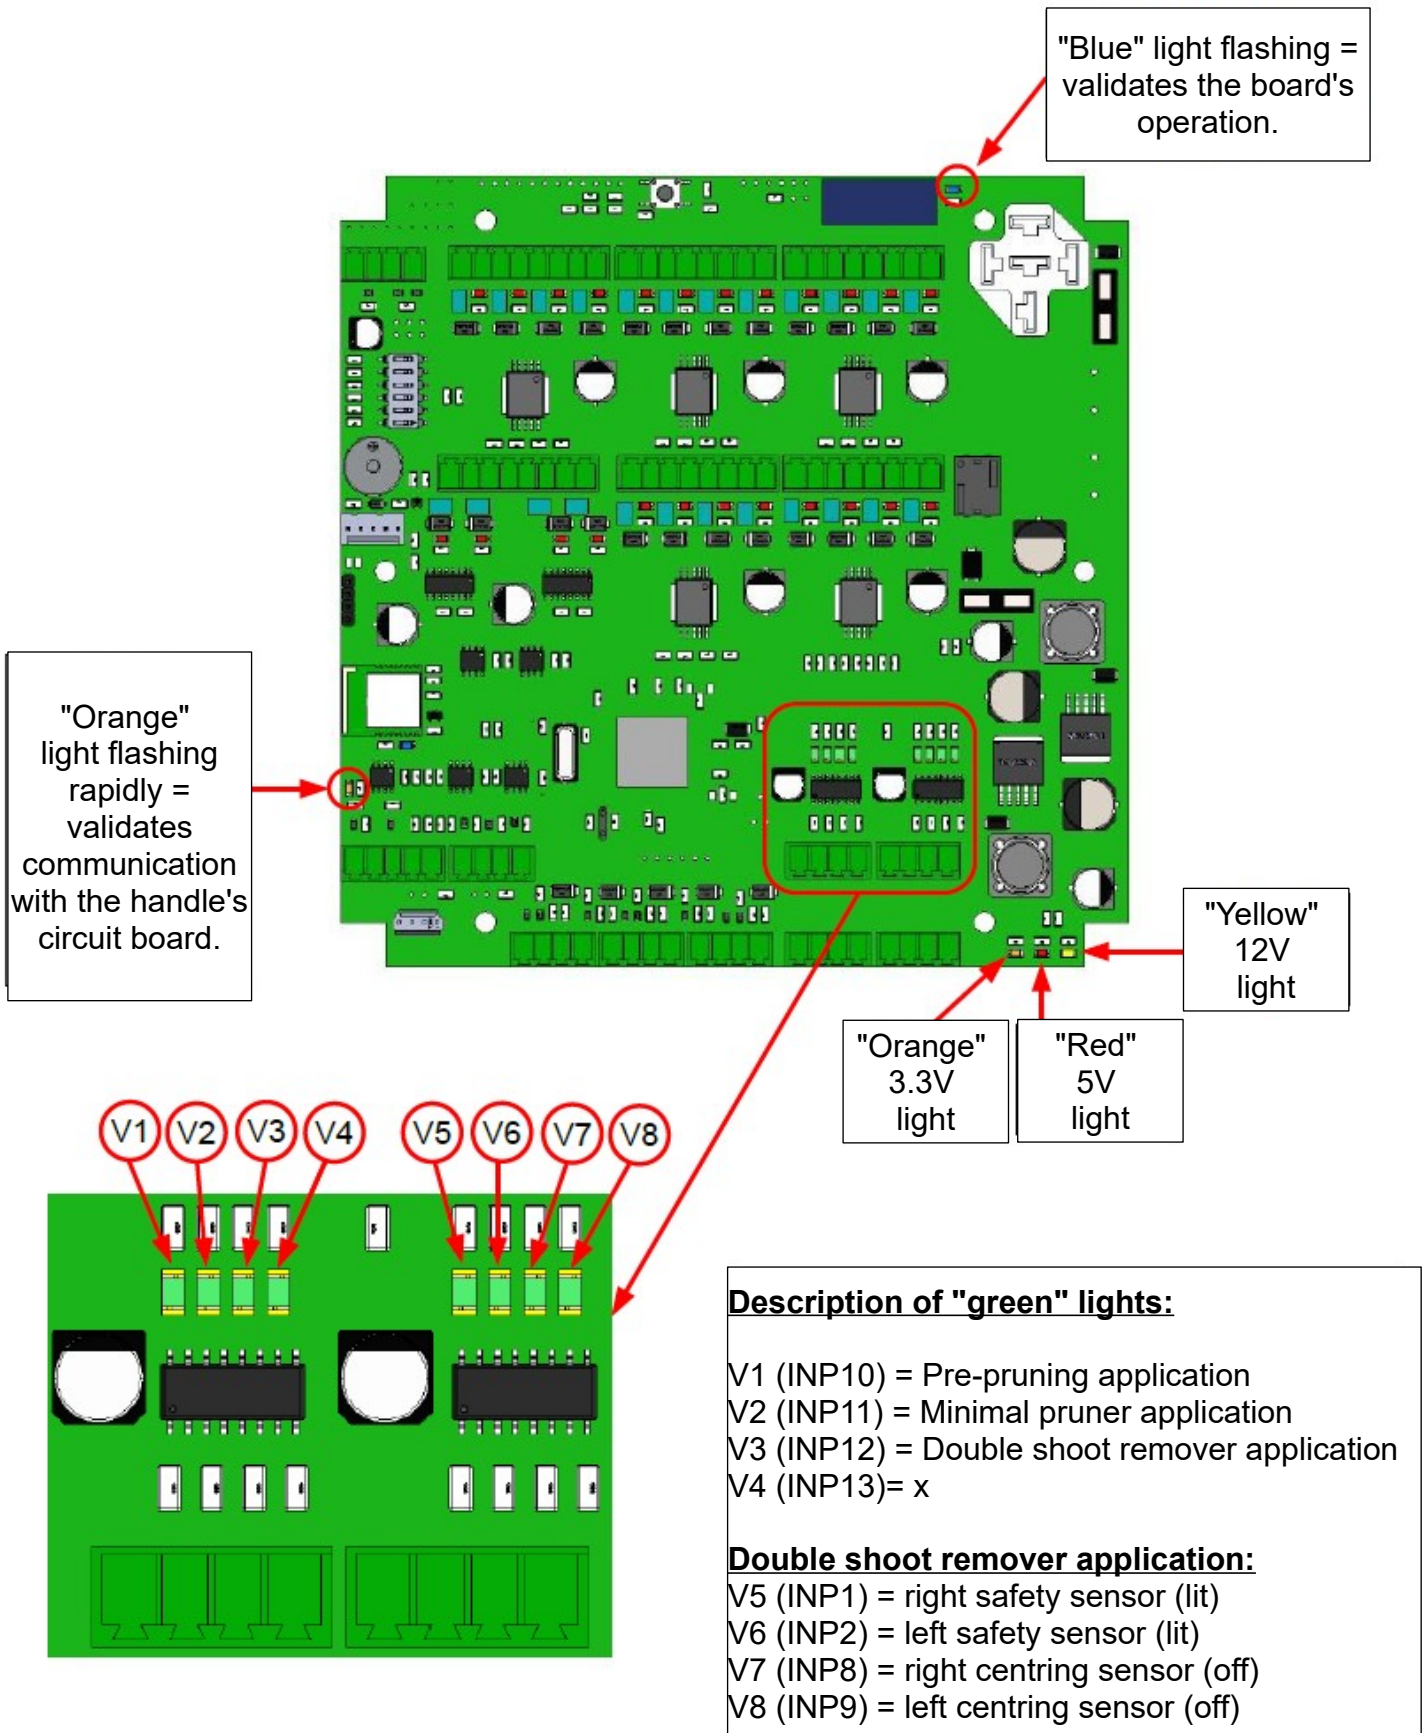 "Blue" light flashing =
validates the board's
operation.
"Orange"
light flashing
rapidly =
validates
communication
with the handle's
circuit board.
"Yellow"
12V
light
"Orange"
3.3V
light
"Red"
5V
light
V1 V2 V3 V4 V5 V6 V7 V8
Description of "green" lights:
V1 (INP10) = Pre-pruning application
V2 (INP11) = Minimal pruner application
V3 (INP12) = Double shoot remover application
V4 (INP13)= x
Double shoot remover application:
V5 (INP1) = right safety sensor (lit)
V6 (INP2) = left safety sensor (lit)
V7 (INP8) = right centring sensor (off)
V8 (INP9) = left centring sensor (off)